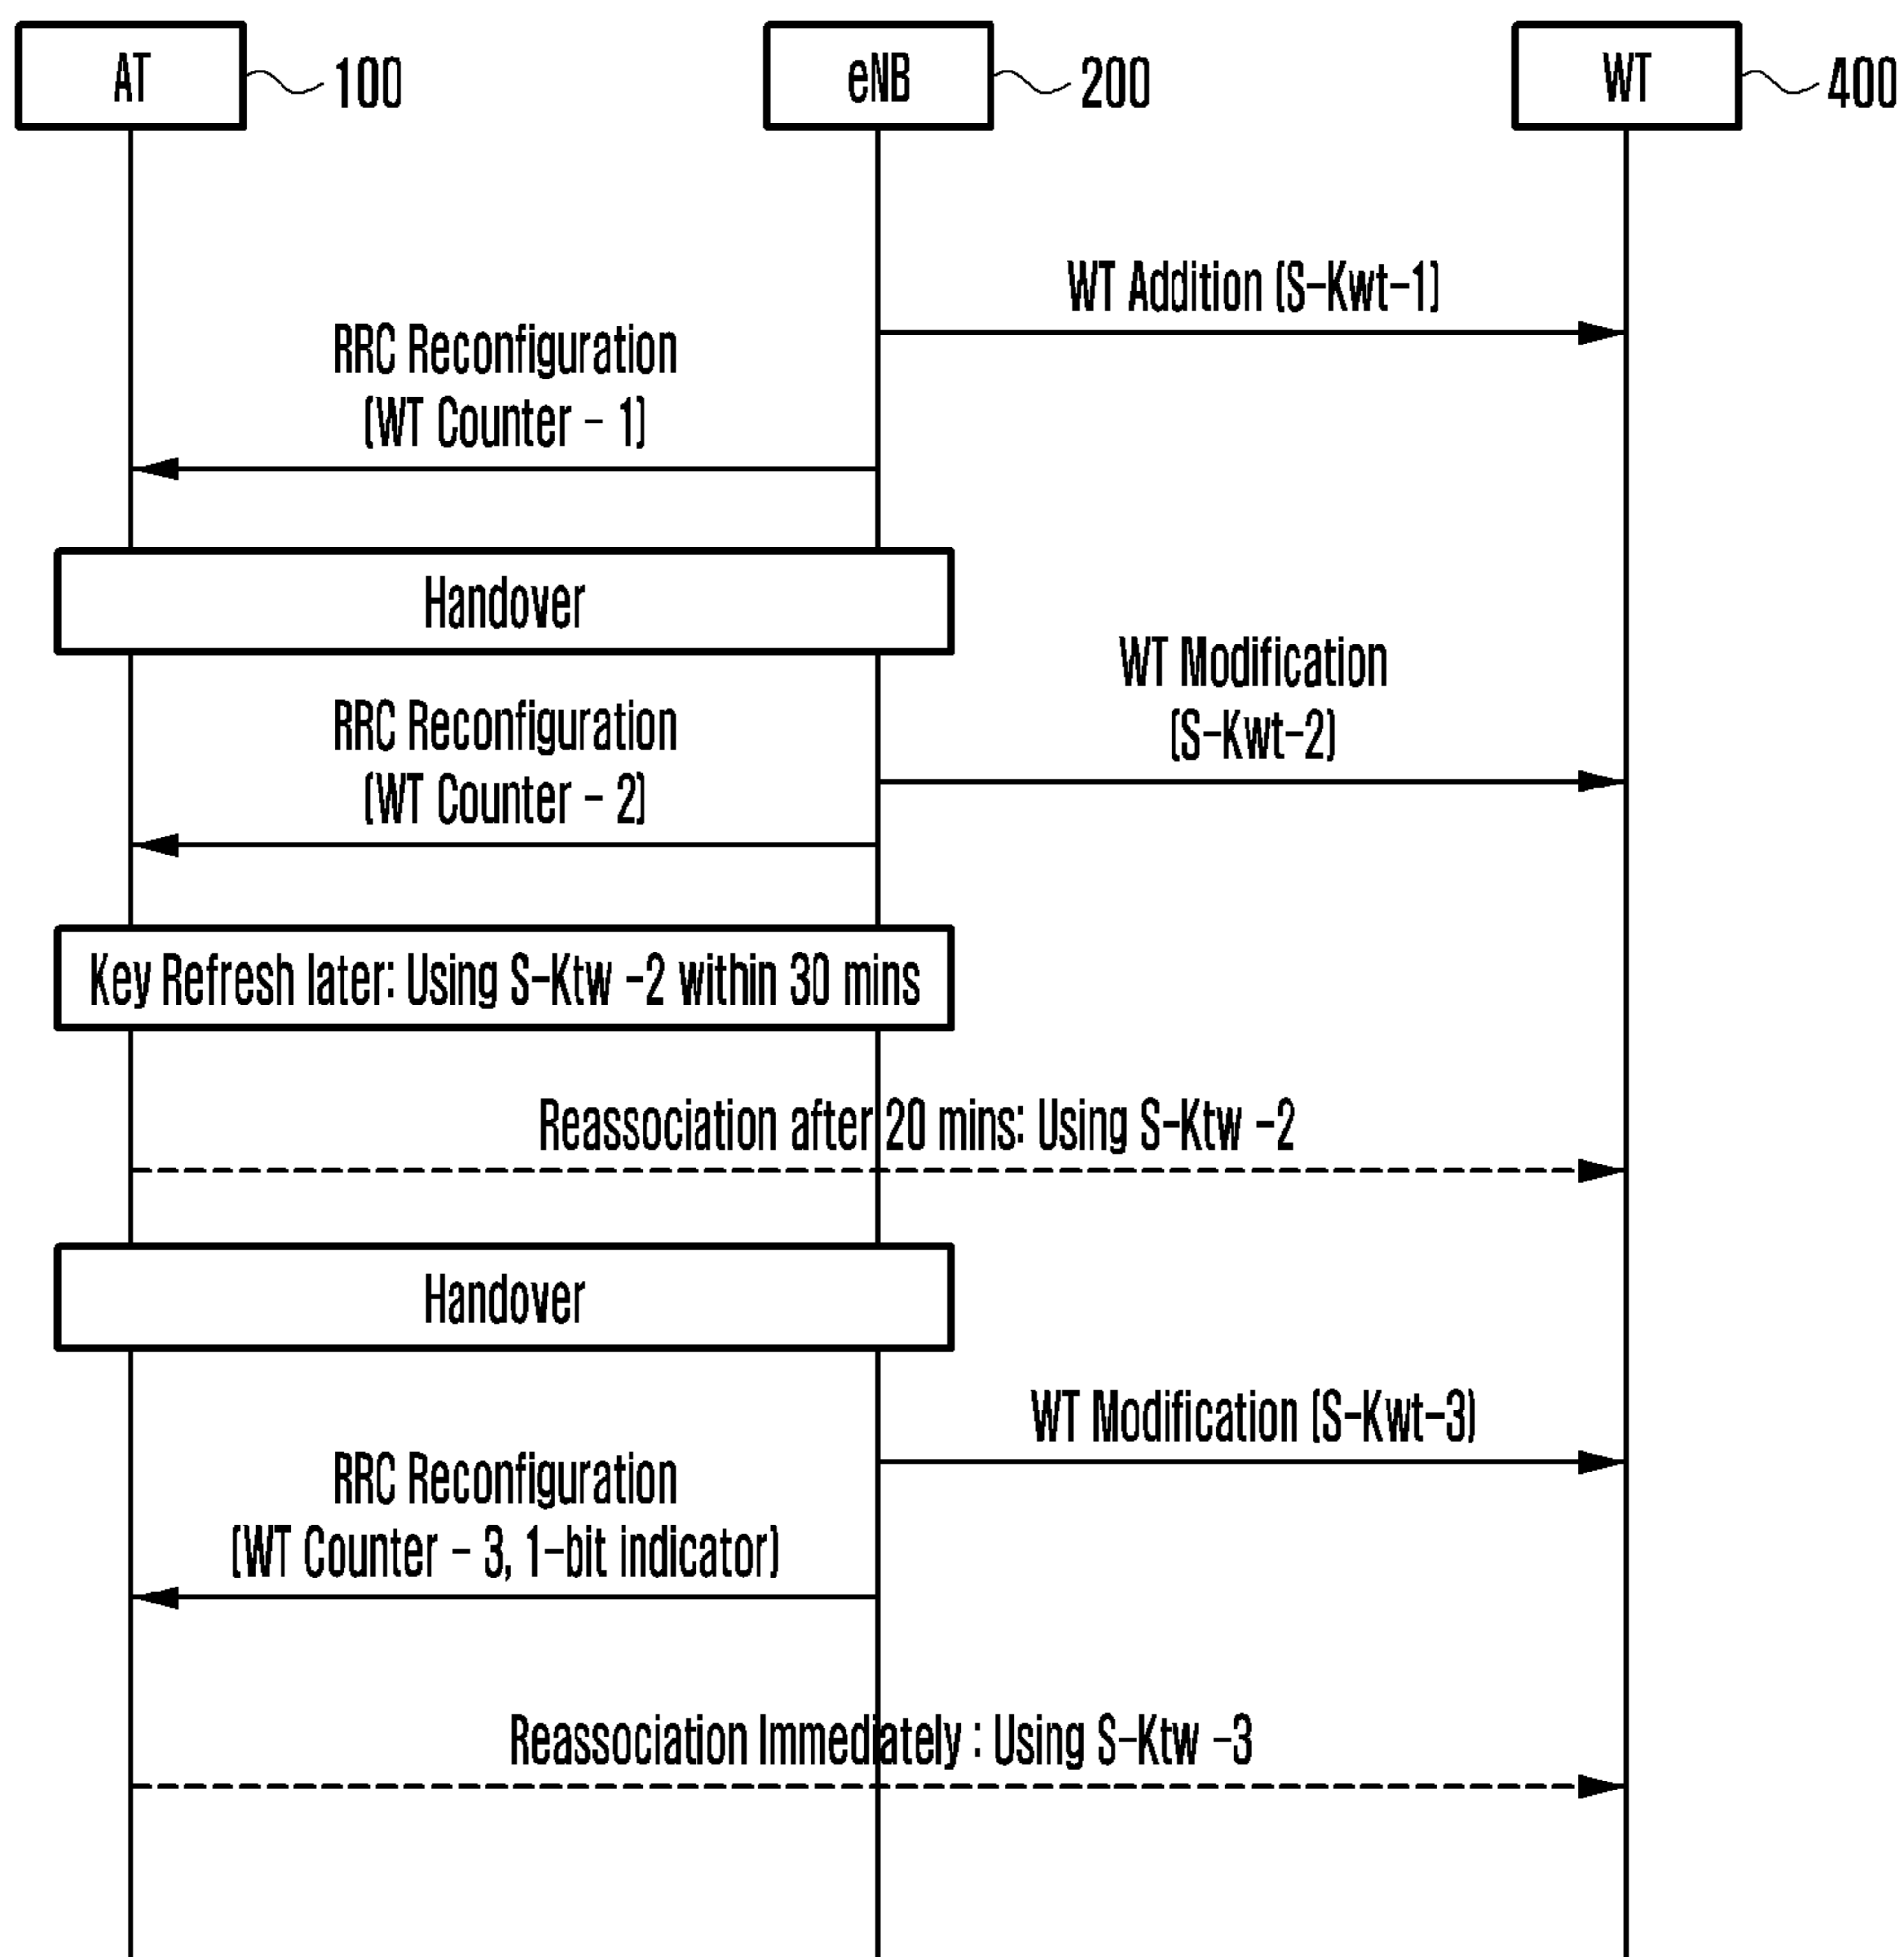 AT
100
eNB
200
WT
400
WT Addition (S-Kwt-1)
RRC Reconfiguration
(WT Counter - 1)
Handover
WT Modification
(S-Kwt-2)
RRC Reconfiguration
(WT Counter - 2)
Key Refresh later: Using S-Ktw -2 within 30 mins
Reassociation after 20 mins: Using S-Ktw -2
Handover
WT Modification (S-Kwt-3)
RRC Reconfiguration
(WT Counter - 3, 1-bit indicator)
Reassociation Immediately : Using S-Ktw -3